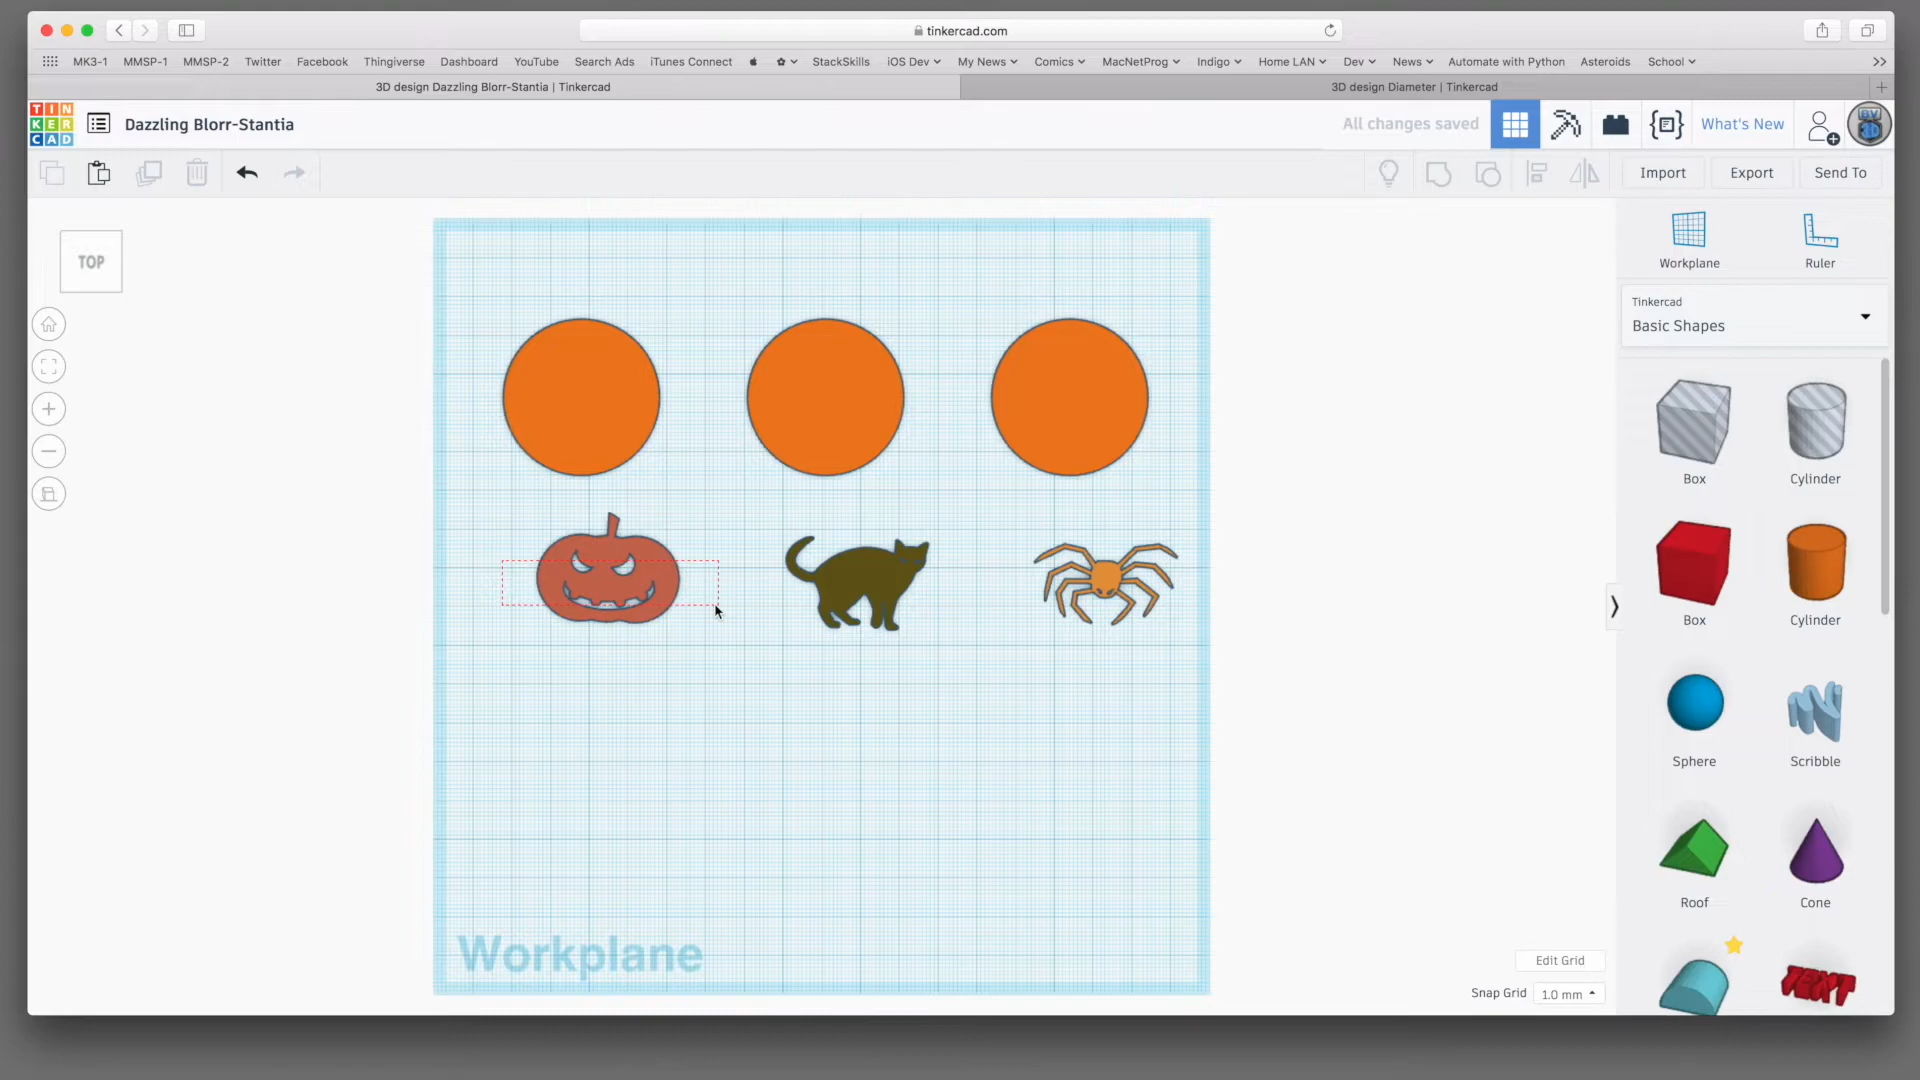 tinkercad.com
MK3-1 MMSP-1 MMSP-2 Twitter Facebook Thingiverse Dashboard YouTube Search Ads iTunes Connect StackSkills iOS Dev My News Comics MacNetProg Indigo Home LAN Dev News Automate with Python Asteroids School
3D design Dazzling Blorr-Stantia | Tinkercad 3D design Diameter | Tinkercad
TIN
KER
CAD
Dazzling Blorr-Stantia All changes saved What's New
Import Export Send To
TOP
Workplane Ruler
Tinkercad
Basic Shapes
Box Cylinder
Box Cylinder
Sphere Scribble
Roof Cone
TEXT
Workplane
Edit Grid
Snap Grid 1.0 mm